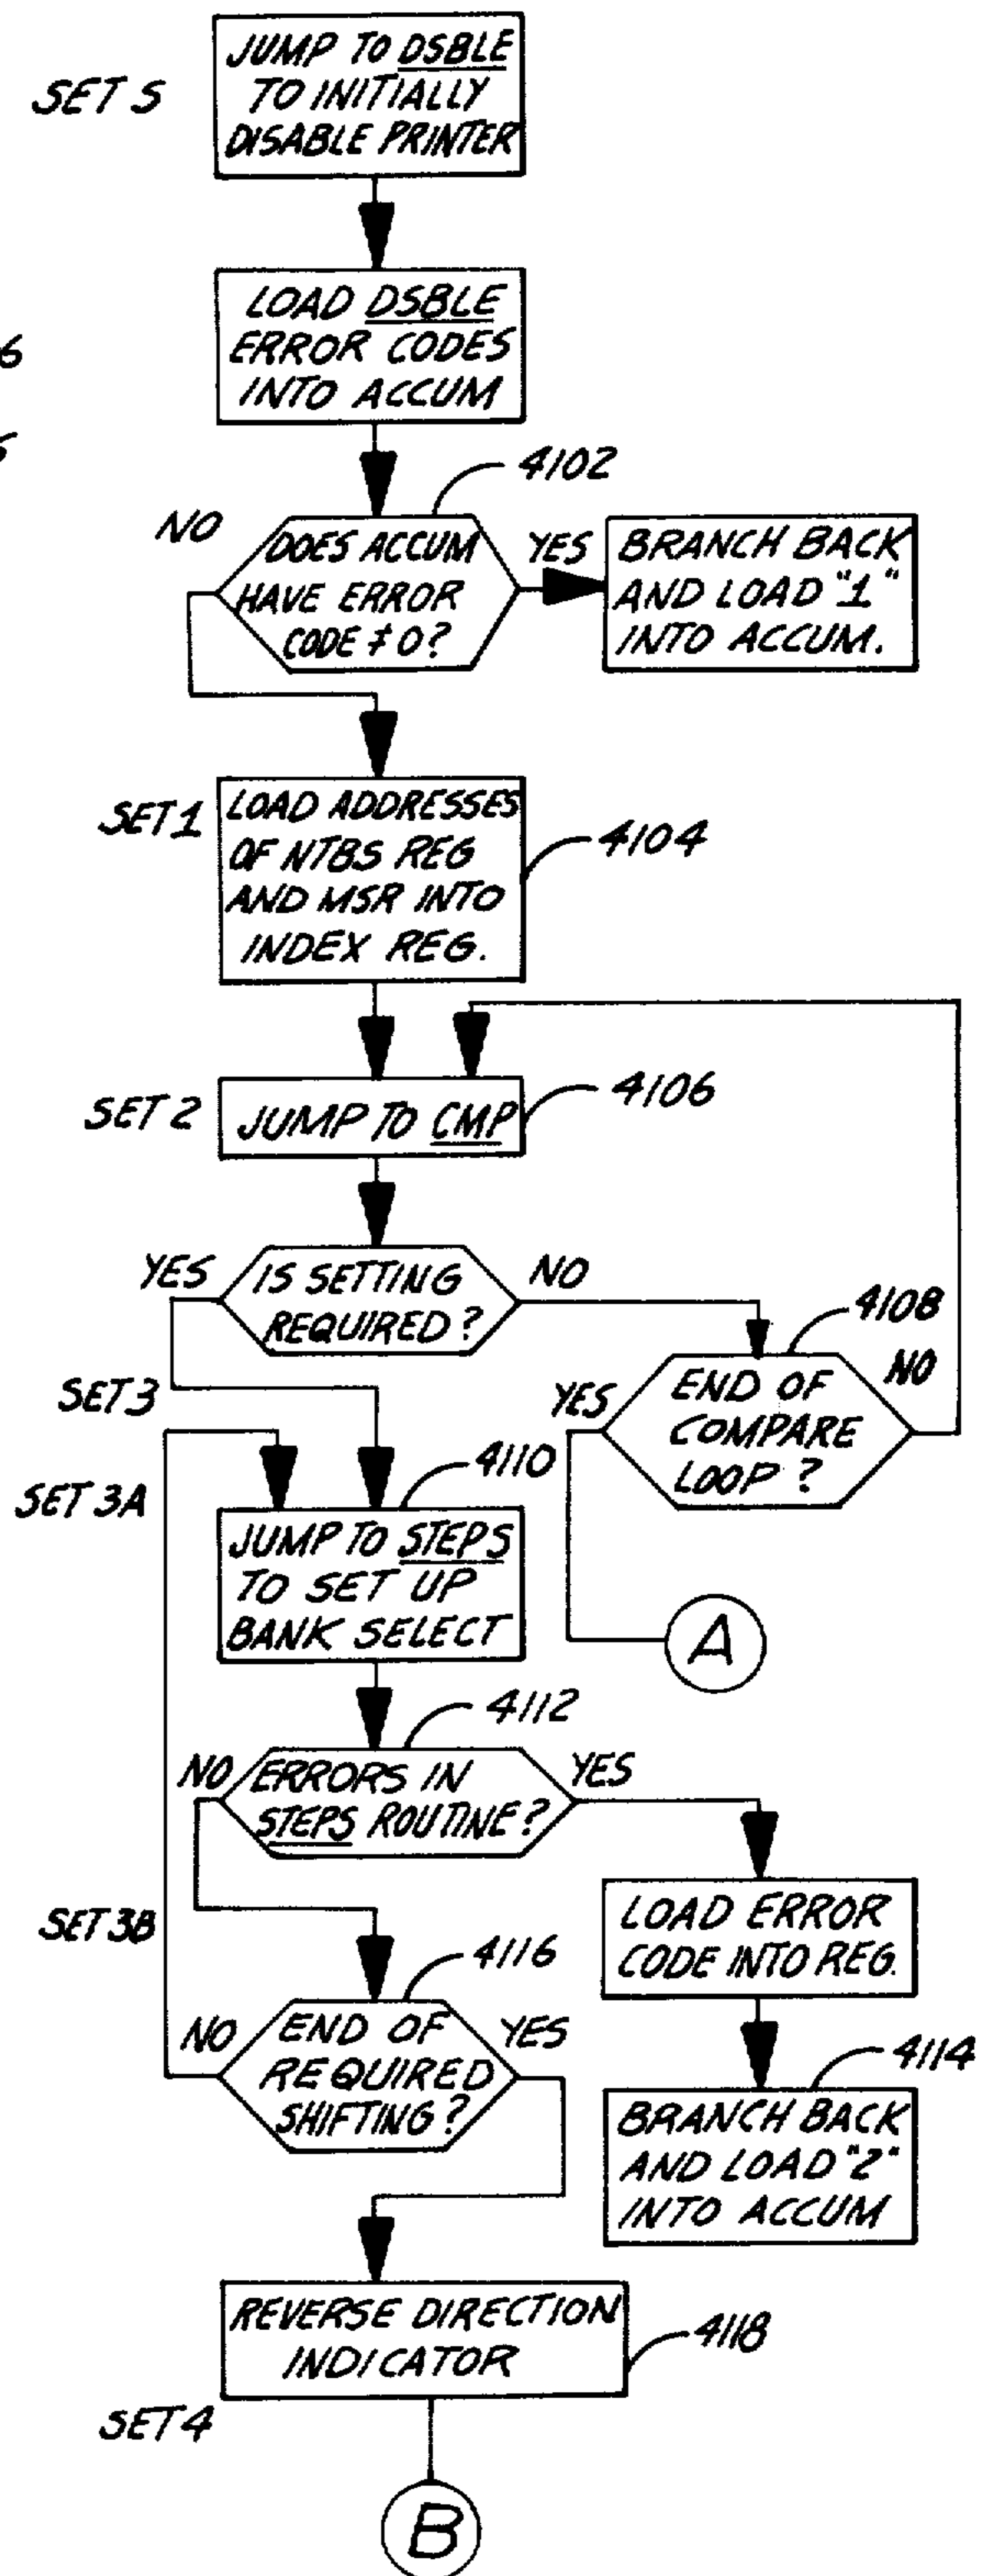 SET S
JUMP TO DSBLE
TO INITIALLY
DISABLE PRINTER
LOAD DSBLE
ERROR CODES
INTO ACCUM
6
4102
NO
DOES ACCUM
HAVE ERROR
CODE ≠ 0?
YES
BRANCH BACK
AND LOAD "1"
INTO ACCUM.
SET 1
LOAD ADDRESSES
OF NTBS REG
AND MSR INTO
INDEX REG.
4104
SET 2
JUMP TO CMP
4106
YES
IS SETTING
REQUIRED?
NO
4108
SET 3
YES
END OF
COMPARE
LOOP?
NO
SET 3A
4110
JUMP TO STEPS
TO SET UP
BANK SELECT
A
4112
NO
ERRORS IN
STEPS ROUTINE?
YES
LOAD ERROR
CODE INTO REG.
SET 3B
4116
NO
END OF
REQUIRED
SHIFTING?
YES
4114
BRANCH BACK
AND LOAD "2"
INTO ACCUM
REVERSE DIRECTION
INDICATOR
4118
SET 4
B